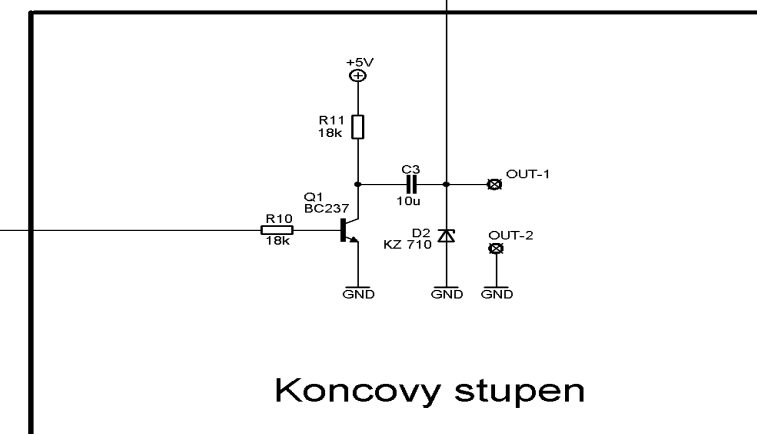 +5V
R11
18k
C3
10u
OUT-1
Q1
BC237
R10
18k
D2
KZ 710
OUT-2
GND
GND
GND
Koncovy stupen